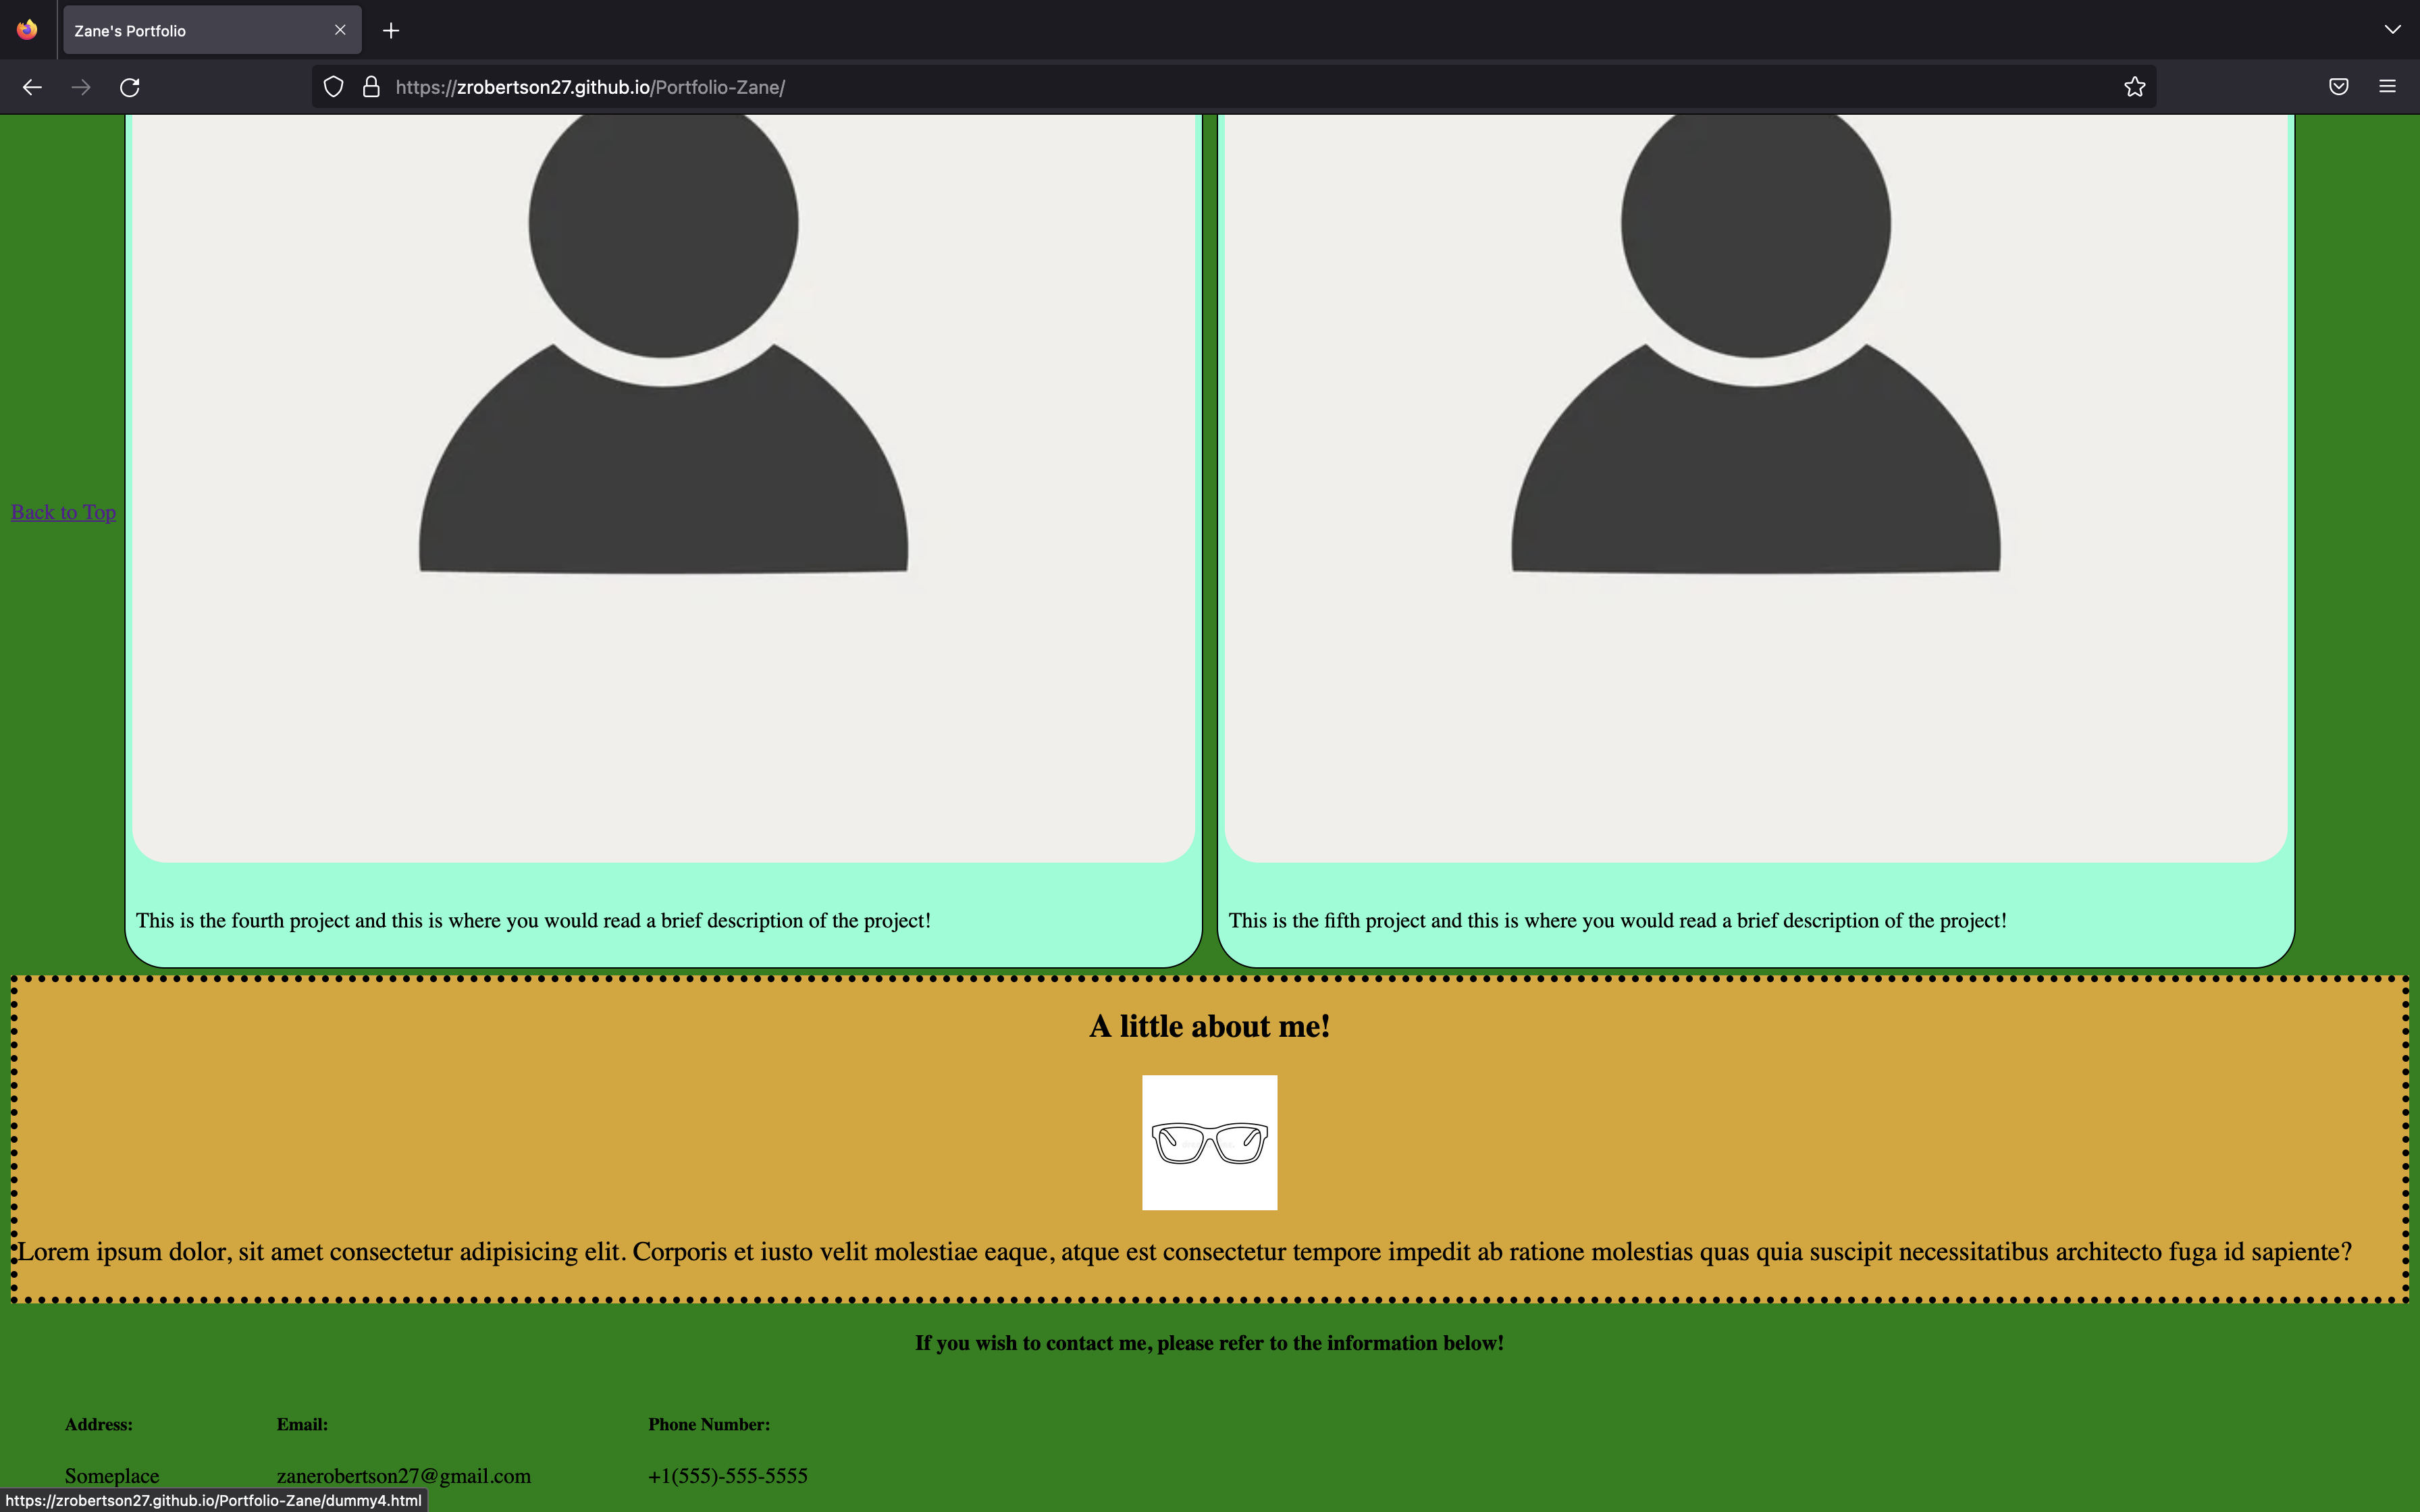 Zane's Portfolio
https://zrobertson27.github.io/Portfolio-Zane/
Back to Top
This is the fourth project and this is where you would read a brief description of the project!
This is the fifth project and this is where you would read a brief description of the project!
A little about me!
Lorem ipsum dolor, sit amet consectetur adipisicing elit. Corporis et iusto velit molestiae eaque, atque est consectetur tempore impedit ab ratione molestias quas quia suscipit necessitatibus architecto fuga id sapiente?
If you wish to contact me, please refer to the information below!
Address: Email: Phone Number:
Someplace zanerobertson27@gmail.com +1(555)-555-5555
https://zrobertson27.github.io/Portfolio-Zane/dummy4.html